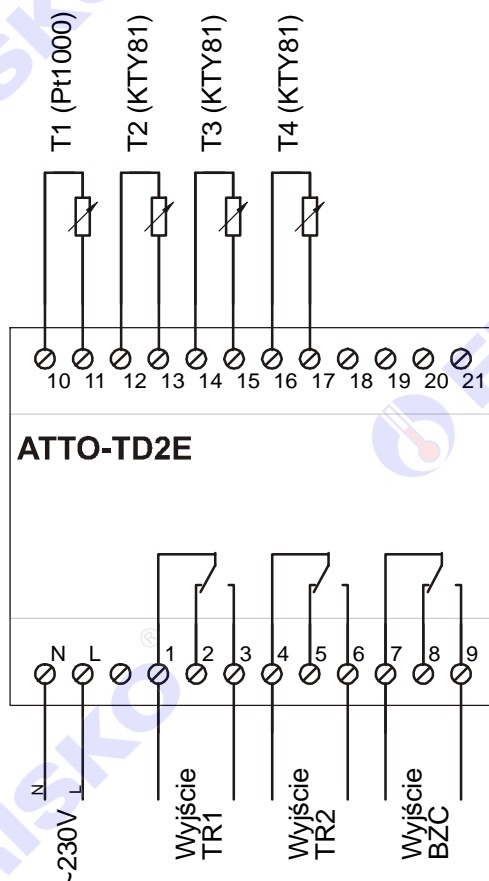 T1 (Pt1000)
T2 (KTY81)
T3 (KTY81)
T4 (KTY81)
10 11 12 13 14 15 16 17 18 19 20 21
ATTO-TD2E
N L 1 2 3 4 5 6 7 8 9
®
N
L
~230V
Wyjście
TR1
Wyjście
TR2
Wyjście
BZC